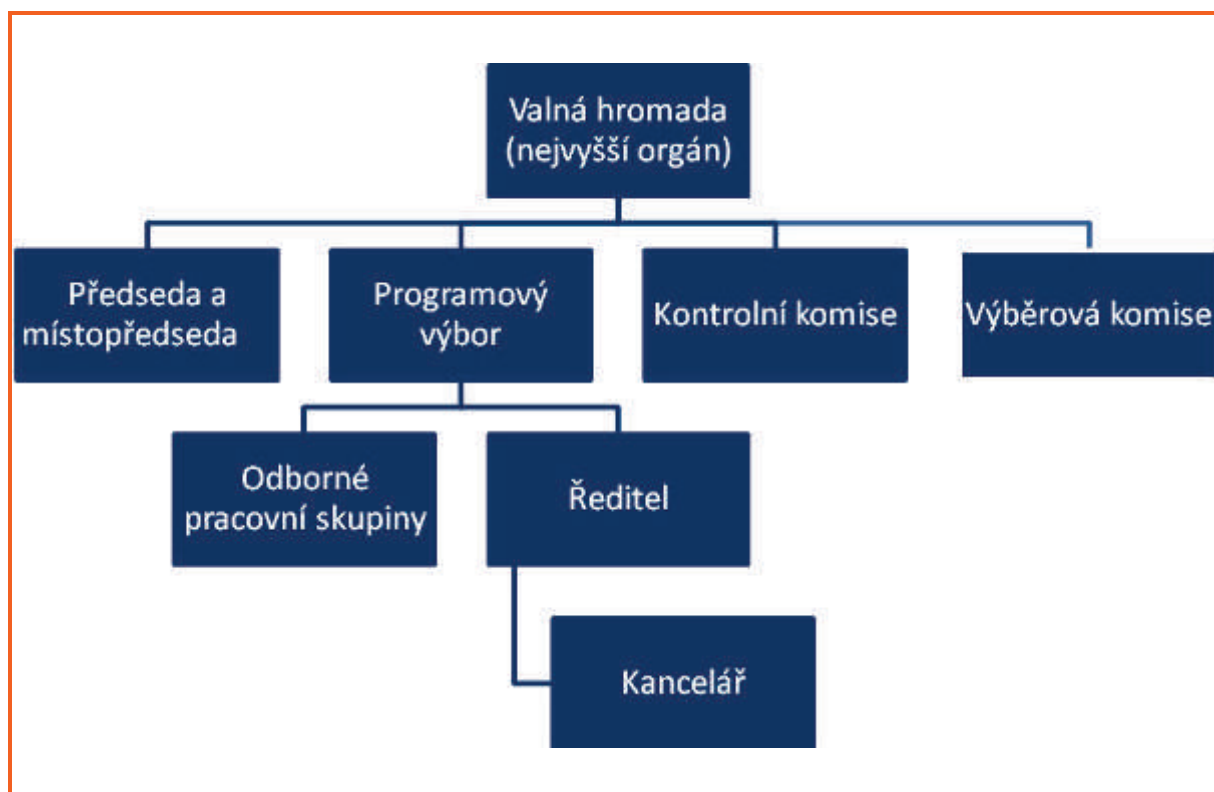 Valná hromada
(nejvyšší orgán)
Předseda a
místopředseda
Programový
výbor
Kontrolní komise
Výběrová komise
Odborné
pracovní skupiny
Ředitel
Kancelář